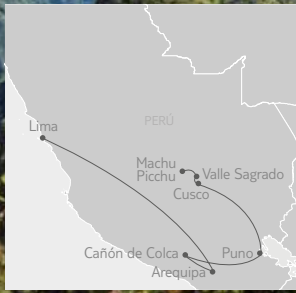 PERÚ
Lima
Machu
Picchu
Valle Sagrado
Cusco
Cañón de Colca
Puno
Arequipa